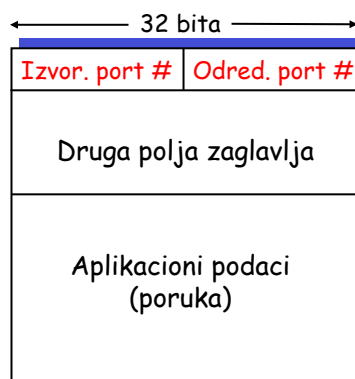 32 bita
Izvor. port # Odred. port #
Druga polja zaglavlja
Aplikacioni podaci
(poruka)